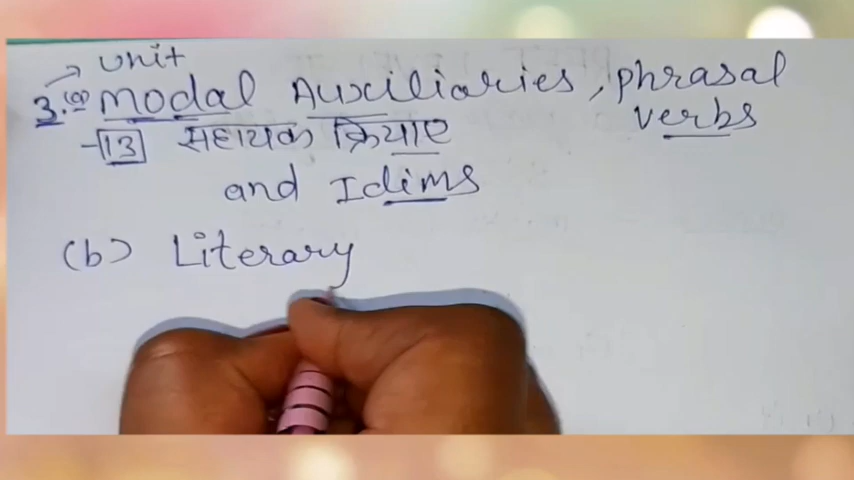 unit
3.(a) modal Auxiliaries, phrasal
verbs
-13 सहायक क्रियाए
and Idims
(b) Literary